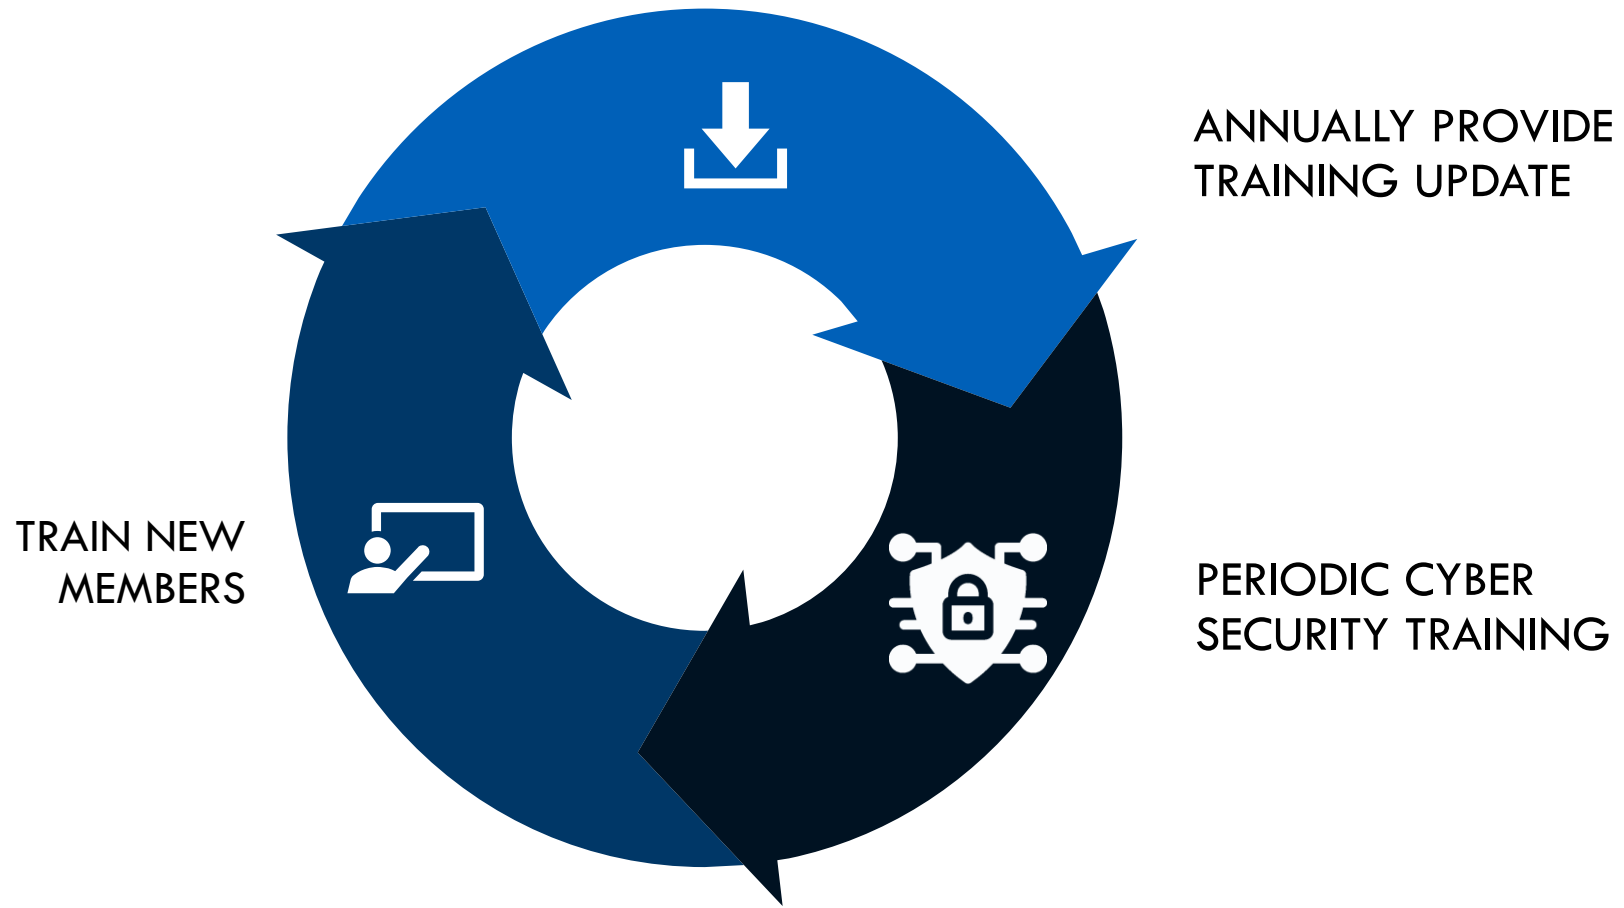 ANNUALLY PROVIDE
TRAINING UPDATE
TRAIN NEW
MEMBERS
PERIODIC CYBER
SECURITY TRAINING